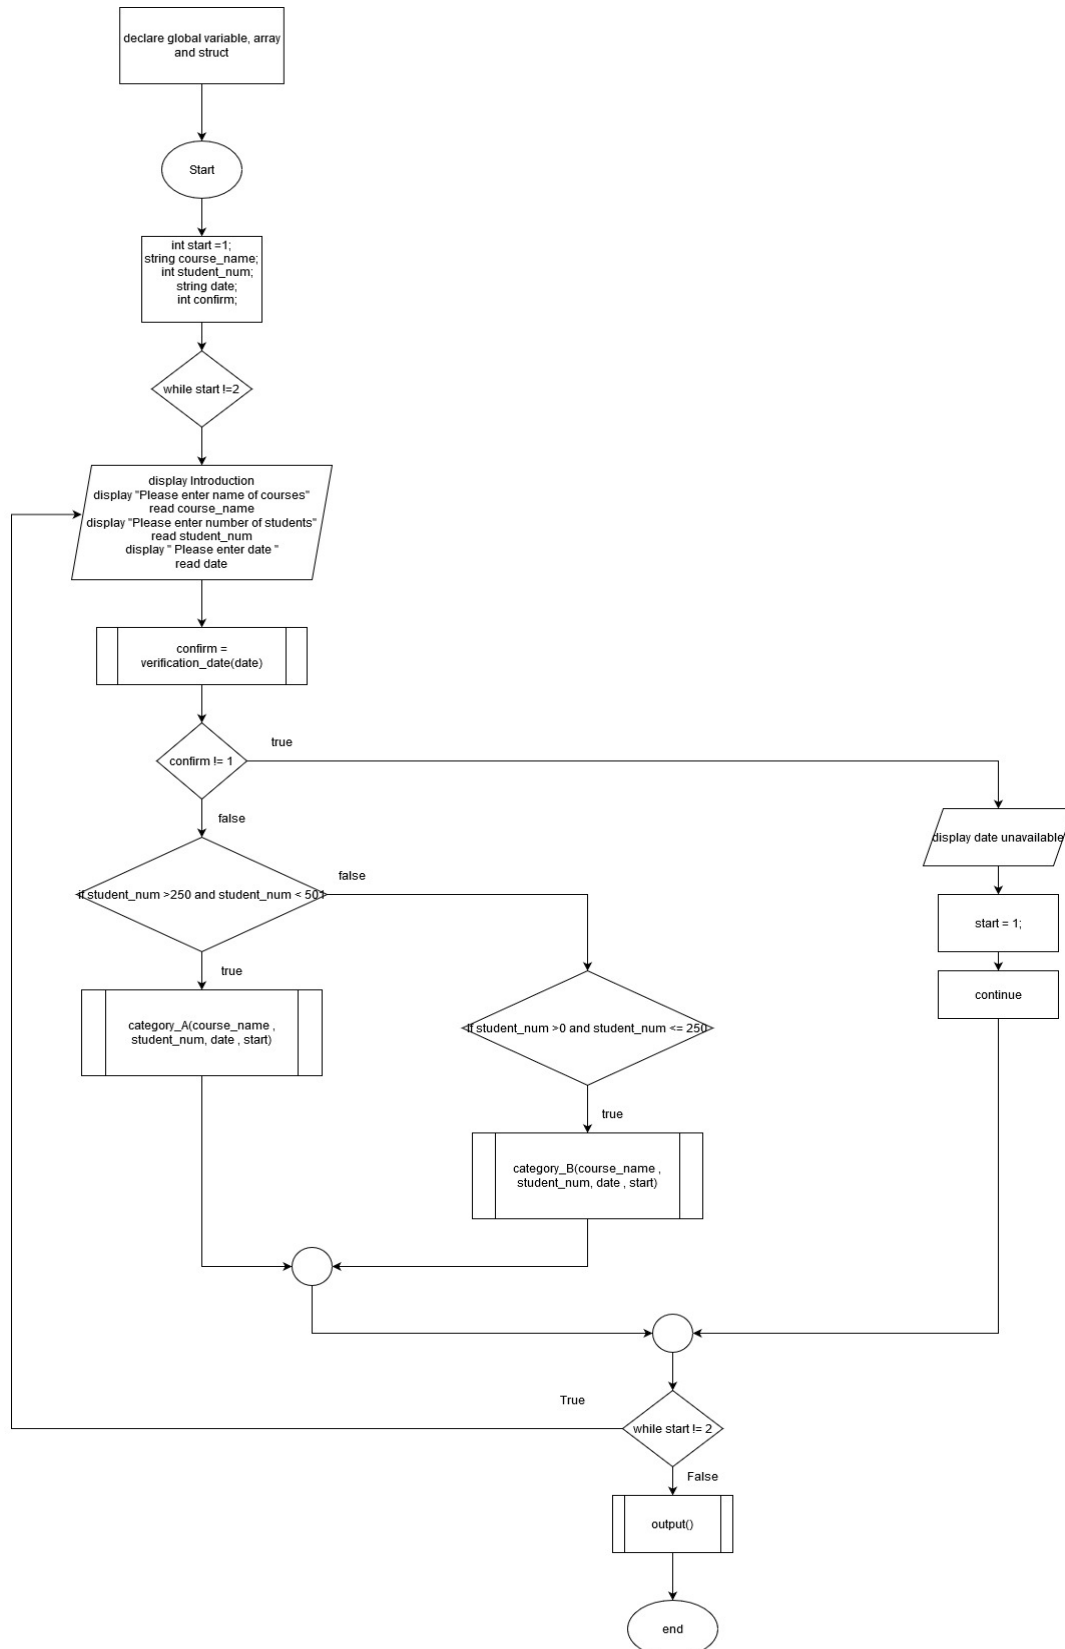 declare global variable, array
and struct
Start
int start =1;
string course_name;
int student_num;
string date;
int confirm;
while start !=2
display Introduction
display "Please enter name of courses"
read course_name
display "Please enter number of students"
read student_num
display " Please enter date "
read date
confirm =
verification_date(date)
confirm != 1
true
false
display date unavailable
start = 1;
continue
if student_num >250 and student_num < 501
false
true
category_A(course_name ,
student_num, date , start)
If student_num >0 and student_num <= 250
true
category_B(course_name ,
student_num, date , start)
True
while start != 2
False
output()
end